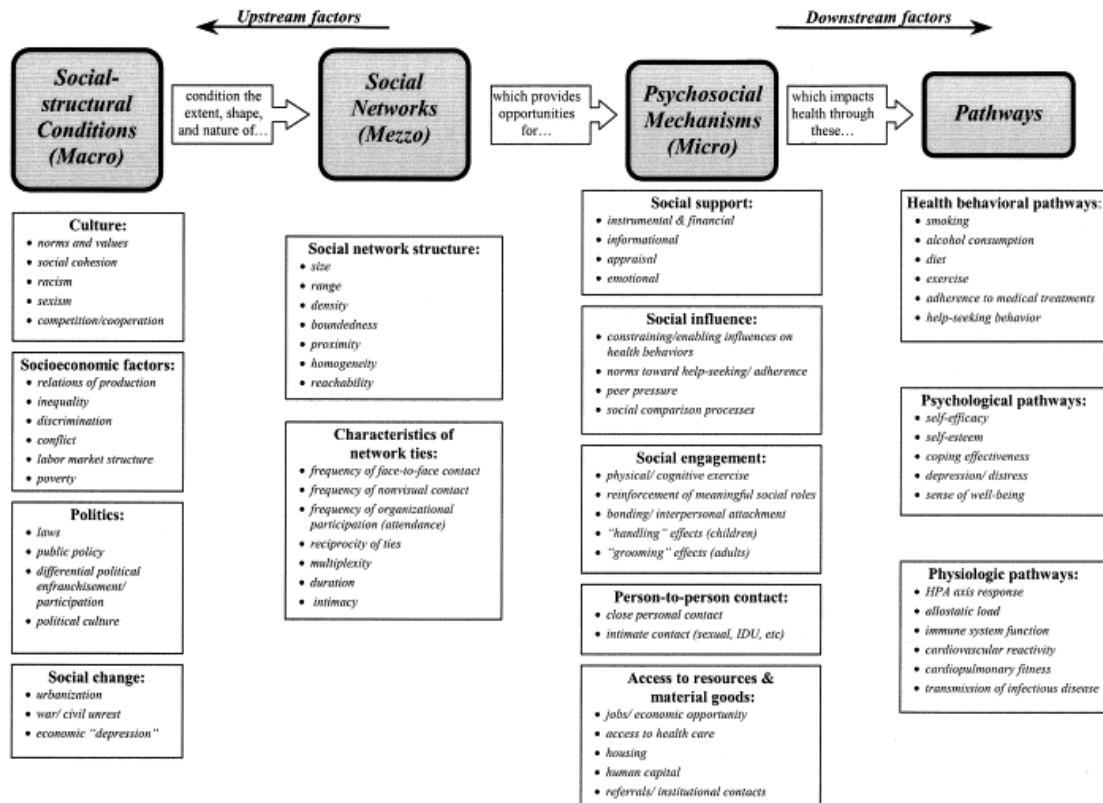 Upstream factors
Downstream factors
Social-
structural
Conditions
(Macro)
condition the
extent, shape,
and nature of…
Social
Networks
(Mezzo)
which provides
opportunities
for…
Psychosocial
Mechanisms
(Micro)
which impacts
health through
these…
Pathways
Culture:
• norms and values
• social cohesion
• racism
• sexism
• competition/cooperation
Socioeconomic factors:
• relations of production
• inequality
• discrimination
• conflict
• labor market structure
• poverty
Politics:
• laws
• public policy
• differential political
enfranchisement/
participation
• political culture
Social change:
• urbanization
• war/ civil unrest
• economic “depression”
Social network structure:
• size
• range
• density
• boundedness
• proximity
• homogeneity
• reachability
Characteristics of
network ties:
• frequency of face-to-face contact
• frequency of nonvisual contact
• frequency of organizational
participation (attendance)
• reciprocity of ties
• multiplexity
• duration
• intimacy
Social support:
• instrumental & financial
• informational
• appraisal
• emotional
Social influence:
• constraining/enabling influences on
health behaviors
• norms toward help-seeking/ adherence
• peer pressure
• social comparison processes
Social engagement:
• physical/ cognitive exercise
• reinforcement of meaningful social roles
• bonding/ interpersonal attachment
• “handling” effects (children)
• “grooming” effects (adults)
Person-to-person contact:
• close personal contact
• intimate contact (sexual, IDU, etc)
Access to resources &
material goods:
• jobs/ economic opportunity
• access to health care
• housing
• human capital
• referrals/ institutional contacts
Health behavioral pathways:
• smoking
• alcohol consumption
• diet
• exercise
• adherence to medical treatments
• help-seeking behavior
Psychological pathways:
• self-efficacy
• self-esteem
• coping effectiveness
• depression/ distress
• sense of well-being
Physiologic pathways:
• HPA axis response
• allostatic load
• immune system function
• cardiovascular reactivity
• cardiopulmonary fitness
• transmission of infectious disease